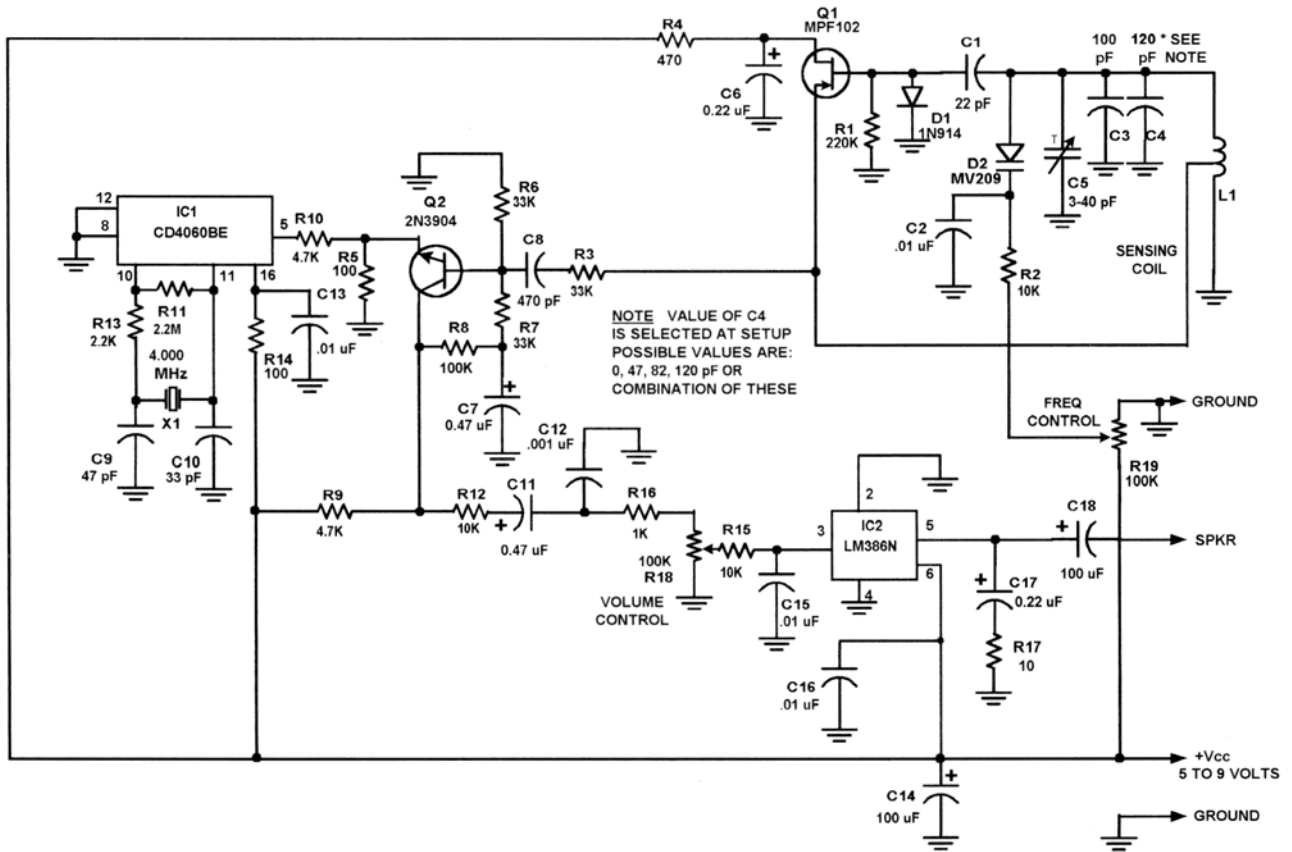 Q1
MPF102
R4
470
C6
0.22 uF
C1
22 pF
100
pF
120 * SEE
pF NOTE
R1
220K
D1
1N914
D2
MV209
T
C5
3-40 pF
C3
C4
L1
SENSING
COIL
C2
.01 uF
R2
10K
12
8
IC1
CD4060BE
5
10
11
16
R10
4.7K
R5
100
Q2
2N3904
R6
33K
C8
470 pF
R3
33K
R7
33K
R8
100K
C7
0.47 uF
R13
2.2K
R11
2.2M
4.000
MHz
X1
C9
47 pF
C10
33 pF
R14
100
C13
.01 uF
NOTE VALUE OF C4
IS SELECTED AT SETUP
POSSIBLE VALUES ARE:
0, 47, 82, 120 pF OR
COMBINATION OF THESE
FREQ
CONTROL
R19
100K
GROUND
R9
4.7K
R12
10K
C11
0.47 uF
C12
.001 uF
R16
1K
100K
R18
VOLUME
CONTROL
R15
10K
C15
.01 uF
2
3
IC2
LM386N
5
6
4
C18
100 uF
SPKR
C17
0.22 uF
R17
10
C16
.01 uF
+Vcc
5 TO 9 VOLTS
C14
100 uF
GROUND